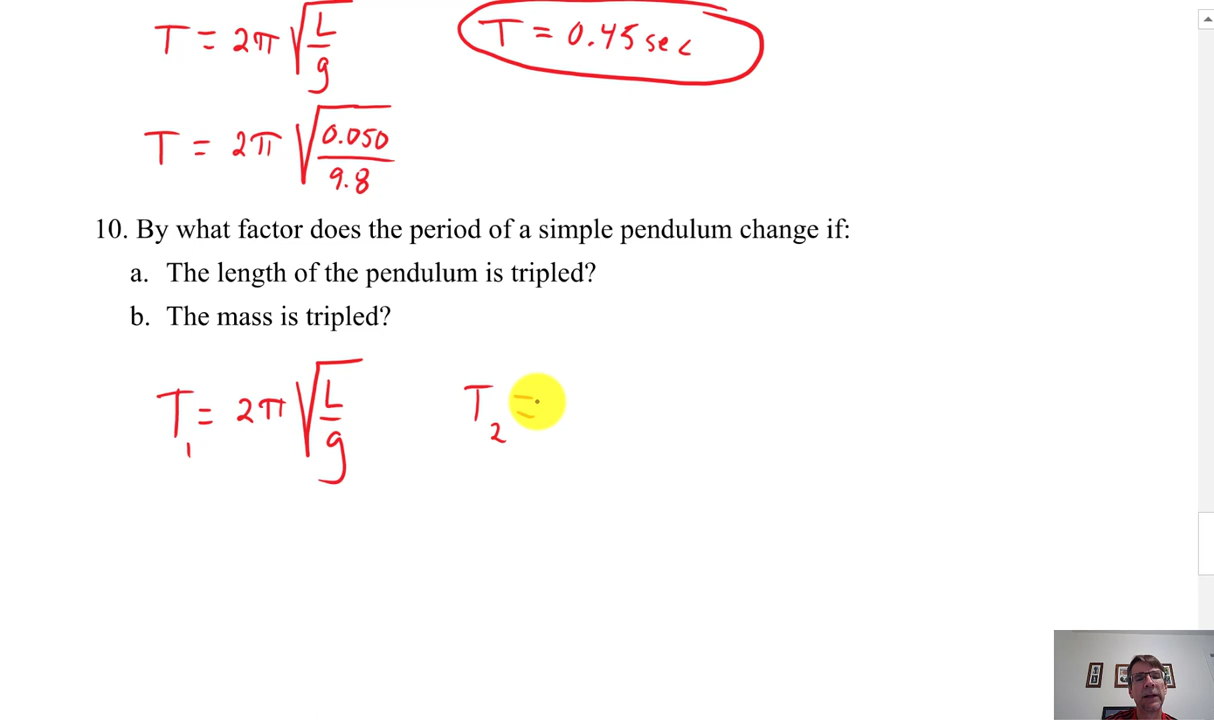 T = 2π √(L/g)
T = 0.45 sec
T = 2π √(0.050/9.8)
10. By what factor does the period of a simple pendulum change if:
a. The length of the pendulum is tripled?
b. The mass is tripled?
T₁ = 2π √(L/g)
T₂ =